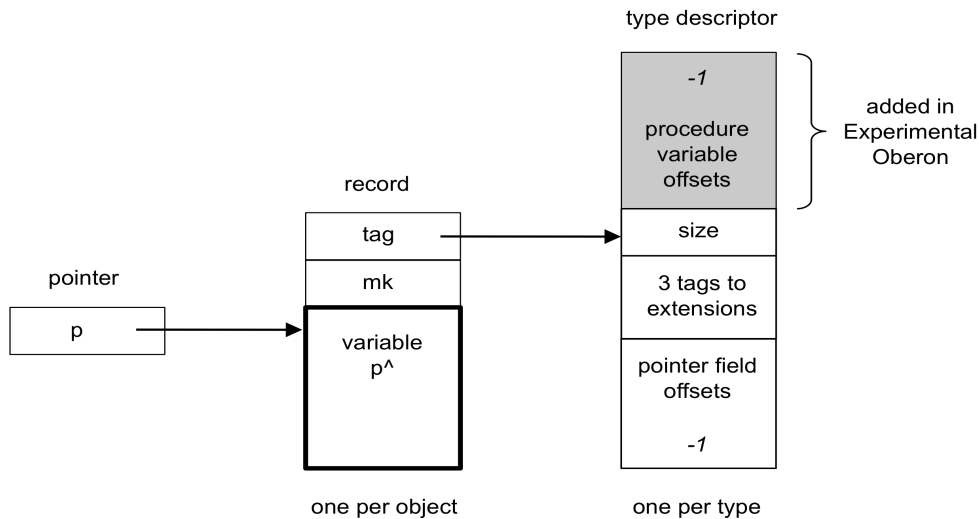 type descriptor
-1
procedure
variable
offsets
added in
Experimental
Oberon
record
tag
size
pointer
mk
3 tags to
extensions
p
variable
p^
pointer field
offsets
-1
one per object
one per type